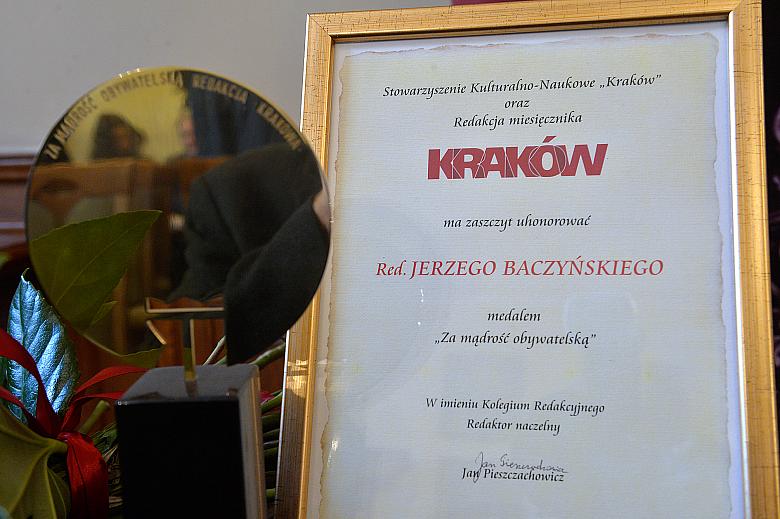 ZA MĄDROŚĆ OBYWATELSKĄ REDAKCJA KRAKOWA
Stowarzyszenie Kulturalno-Naukowe „Kraków”
oraz
Redakcja miesięcznika
KRAKÓW
ma zaszczyt uhonorować
Red. JERZEGO BACZYŃSKIEGO
medalem
„Za mądrość obywatelską”
W imieniu Kolegium Redakcyjnego
Redaktor naczelny
Jan Pieszczachowicz